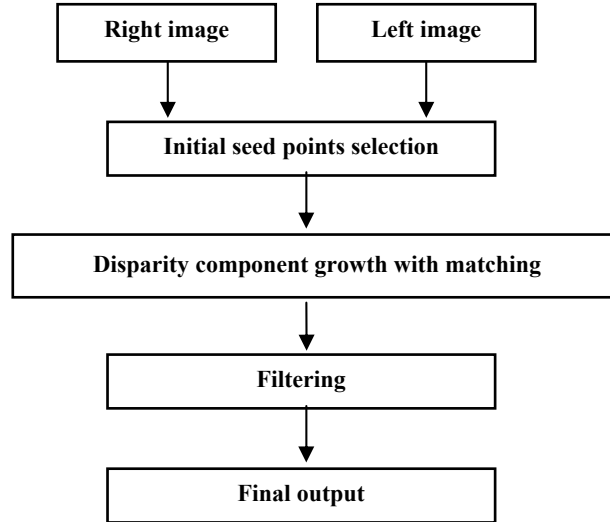 Right image
Left image
Initial seed points selection
Disparity component growth with matching
Filtering
Final output